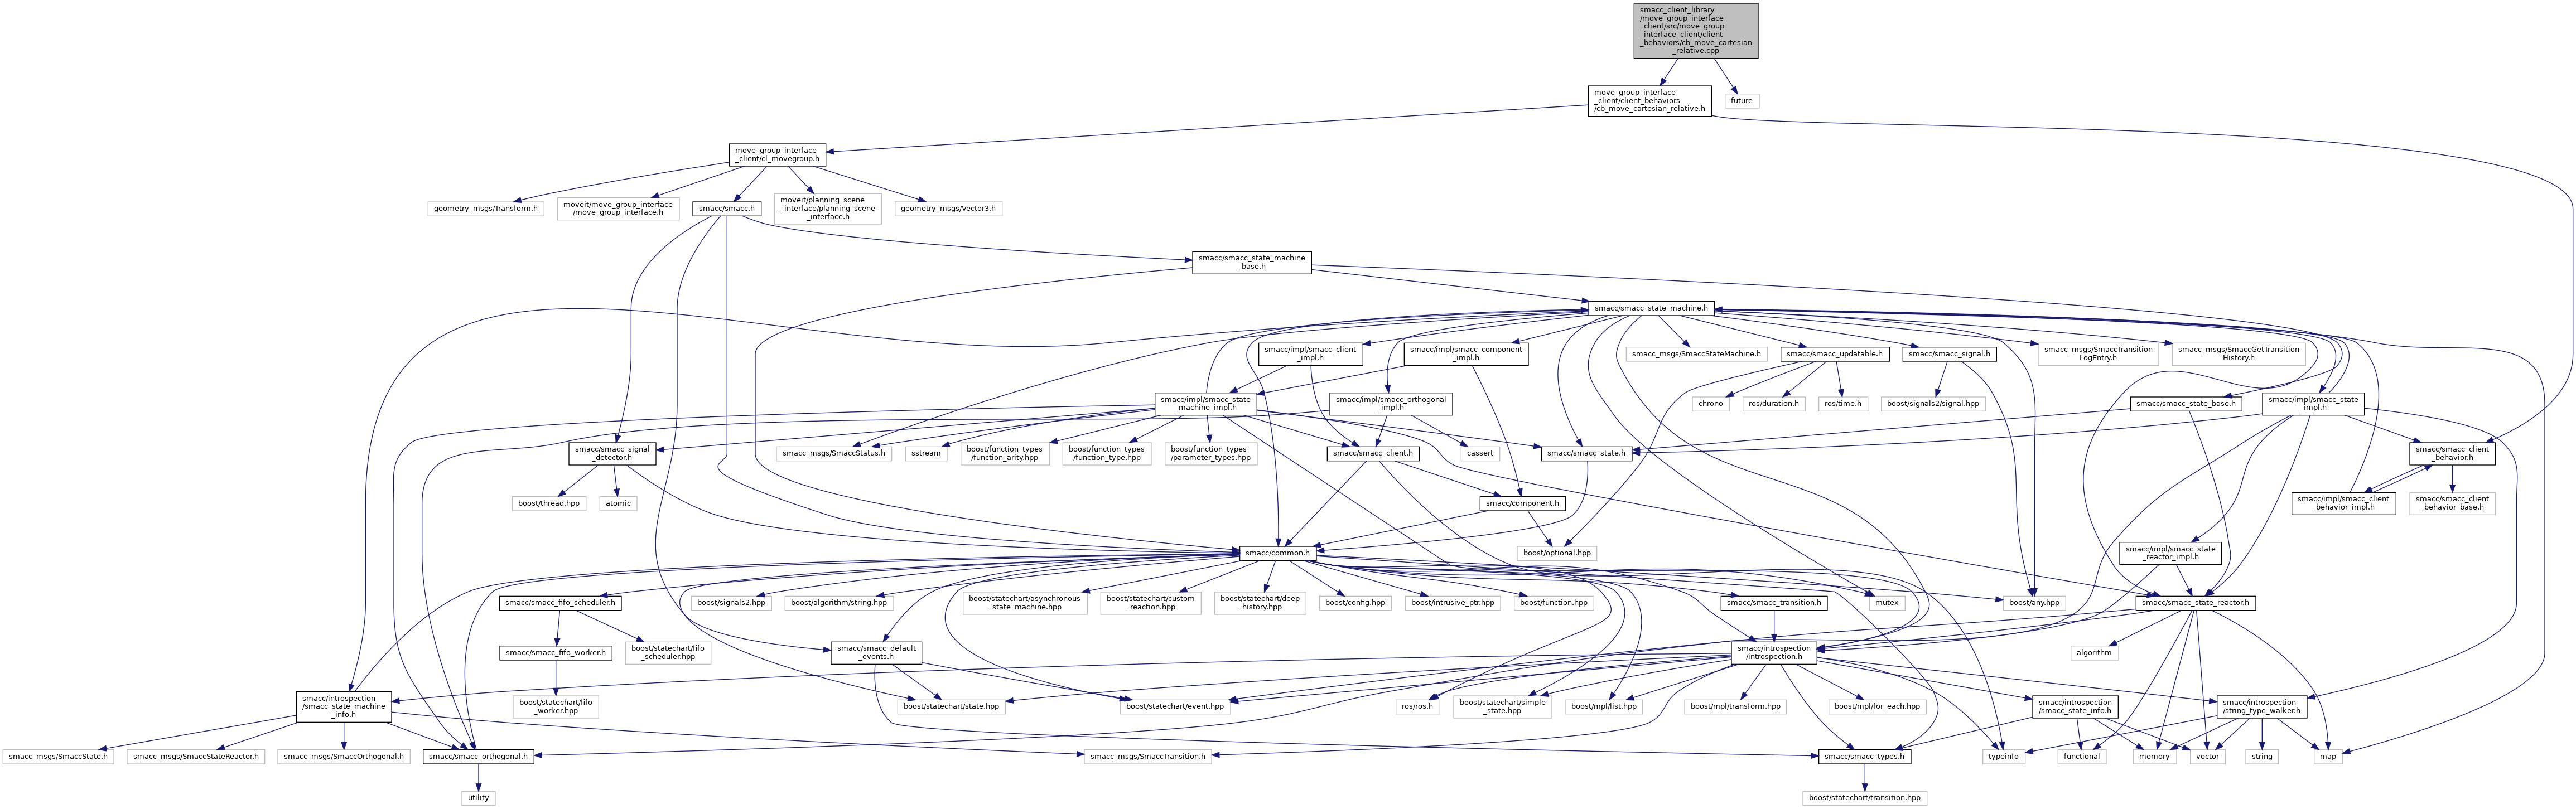 smacc_client_library
/move_group_interface
_client/src/move_group
_interface_client/client
_behaviors/cb_move_cartesian
_relative.cpp
move_group_interface
_client/client_behaviors
/cb_move_cartesian_relative.h
future
move_group_interface
_client/cl_movegroup.h
geometry_msgs/Transform.h
moveit/move_group_interface
/move_group_interface.h
smacc/smacc.h
moveit/planning_scene
_interface/planning_scene
_interface.h
geometry_msgs/Vector3.h
smacc/smacc_state_machine
_base.h
smacc/smacc_state_machine.h
smacc/impl/smacc_client
_impl.h
smacc/impl/smacc_component
_impl.h
smacc_msgs/SmaccStateMachine.h
smacc/smacc_updatable.h
smacc/smacc_signal.h
smacc_msgs/SmaccTransition
LogEntry.h
smacc_msgs/SmaccGetTransition
History.h
smacc/impl/smacc_state
_machine_impl.h
smacc/impl/smacc_orthogonal
_impl.h
chrono
ros/duration.h
ros/time.h
boost/signals2/signal.hpp
smacc/smacc_state_base.h
smacc/impl/smacc_state
_impl.h
smacc/smacc_signal
_detector.h
smacc_msgs/SmaccStatus.h
sstream
boost/function_types
/function_arity.hpp
boost/function_types
/function_type.hpp
boost/function_types
/parameter_types.hpp
smacc/smacc_client.h
cassert
smacc/smacc_state.h
smacc/smacc_client
_behavior.h
boost/thread.hpp
atomic
smacc/component.h
smacc/impl/smacc_client
_behavior_impl.h
smacc/smacc_client
_behavior_base.h
smacc/common.h
boost/optional.hpp
smacc/impl/smacc_state
_reactor_impl.h
smacc/smacc_fifo_scheduler.h
boost/signals2.hpp
boost/algorithm/string.hpp
boost/statechart/asynchronous
_state_machine.hpp
boost/statechart/custom
_reaction.hpp
boost/statechart/deep
_history.hpp
boost/config.hpp
boost/intrusive_ptr.hpp
boost/function.hpp
smacc/smacc_transition.h
mutex
boost/any.hpp
smacc/smacc_state_reactor.h
smacc/smacc_fifo_worker.h
boost/statechart/fifo
_scheduler.hpp
smacc/smacc_default
_events.h
smacc/introspection
/introspection.h
algorithm
smacc/introspection
/smacc_state_machine
_info.h
boost/statechart/fifo
_worker.hpp
boost/statechart/state.hpp
boost/statechart/event.hpp
ros/ros.h
boost/statechart/simple
_state.hpp
boost/mpl/list.hpp
boost/mpl/transform.hpp
boost/mpl/for_each.hpp
smacc/introspection
/smacc_state_info.h
smacc/introspection
/string_type_walker.h
smacc_msgs/SmaccState.h
smacc_msgs/SmaccStateReactor.h
smacc_msgs/SmaccOrthogonal.h
smacc/smacc_orthogonal.h
smacc_msgs/SmaccTransition.h
smacc/smacc_types.h
typeinfo
functional
memory
vector
string
map
utility
boost/statechart/transition.hpp